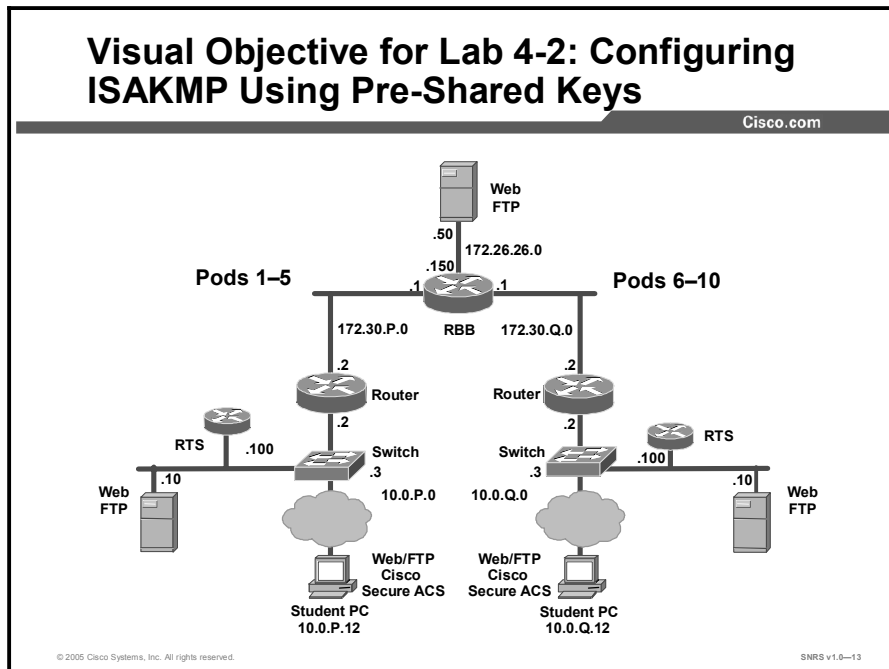 Visual Objective for Lab 4-2: Configuring
ISAKMP Using Pre-Shared Keys
Cisco.com
Web
FTP
.50
172.26.26.0
.150
Pods 1–5
Pods 6–10
.1
.1
172.30.P.0
RBB
172.30.Q.0
.2
.2
Router
Router
.2
.2
RTS
.100
Switch
Switch
RTS
.100
.3
.3
.10
10.0.P.0
10.0.Q.0
.10
Web
FTP
Web
FTP
Web/FTP
Cisco
Secure ACS
Web/FTP
Cisco
Secure ACS
Student PC
10.0.P.12
Student PC
10.0.Q.12
© 2005 Cisco Systems, Inc. All rights reserved.
SNRS v1.0—13